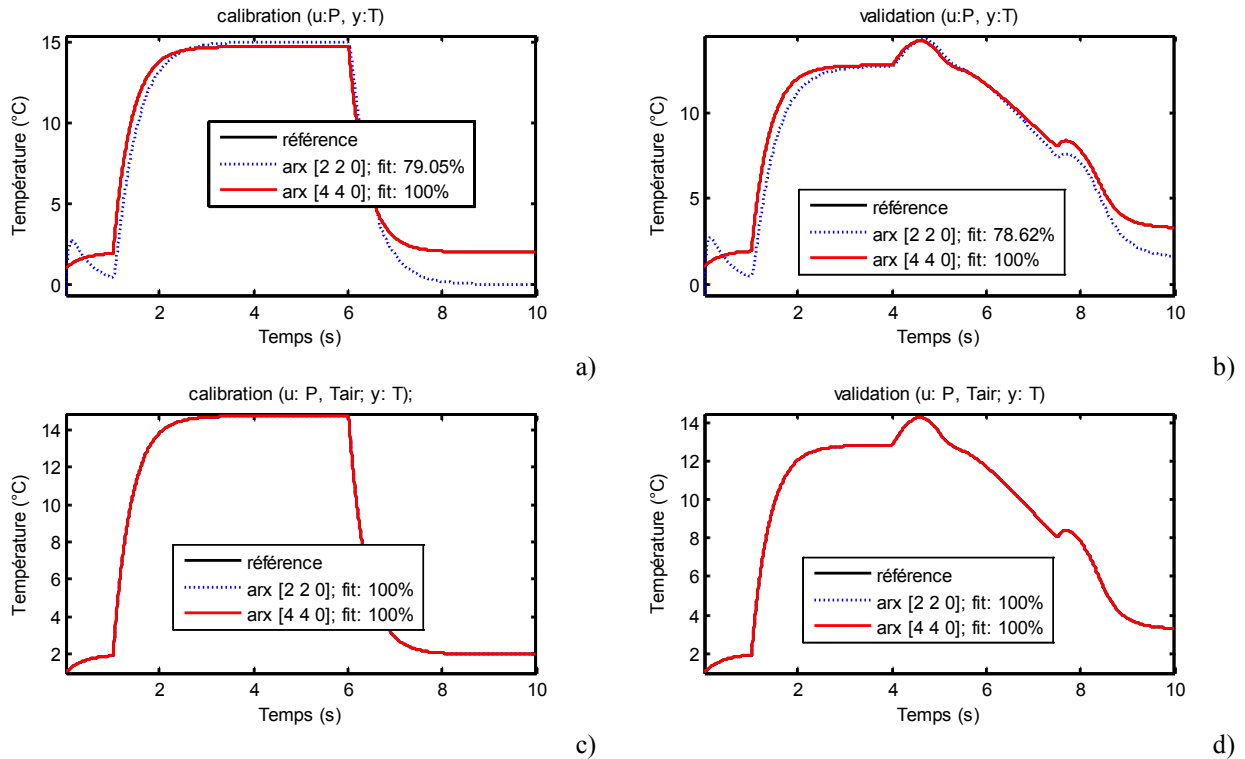 calibration (u:P, y:T)
15
10
5
0
Température (°C)
référence
arx [2 2 0]; fit: 79.05%
arx [4 4 0]; fit: 100%
2
4
6
8
10
Temps (s)
a)
validation (u:P, y:T)
10
5
0
Température (°C)
référence
arx [2 2 0]; fit: 78.62%
arx [4 4 0]; fit: 100%
2
4
6
8
10
Temps (s)
b)
calibration (u: P, Tair; y: T);
14
12
10
8
6
4
2
Température (°C)
référence
arx [2 2 0]; fit: 100%
arx [4 4 0]; fit: 100%
2
4
6
8
10
Temps (s)
c)
validation (u: P, Tair; y: T)
14
12
10
8
6
4
2
Température (°C)
référence
arx [2 2 0]; fit: 100%
arx [4 4 0]; fit: 100%
2
4
6
8
10
Temps (s)
d)